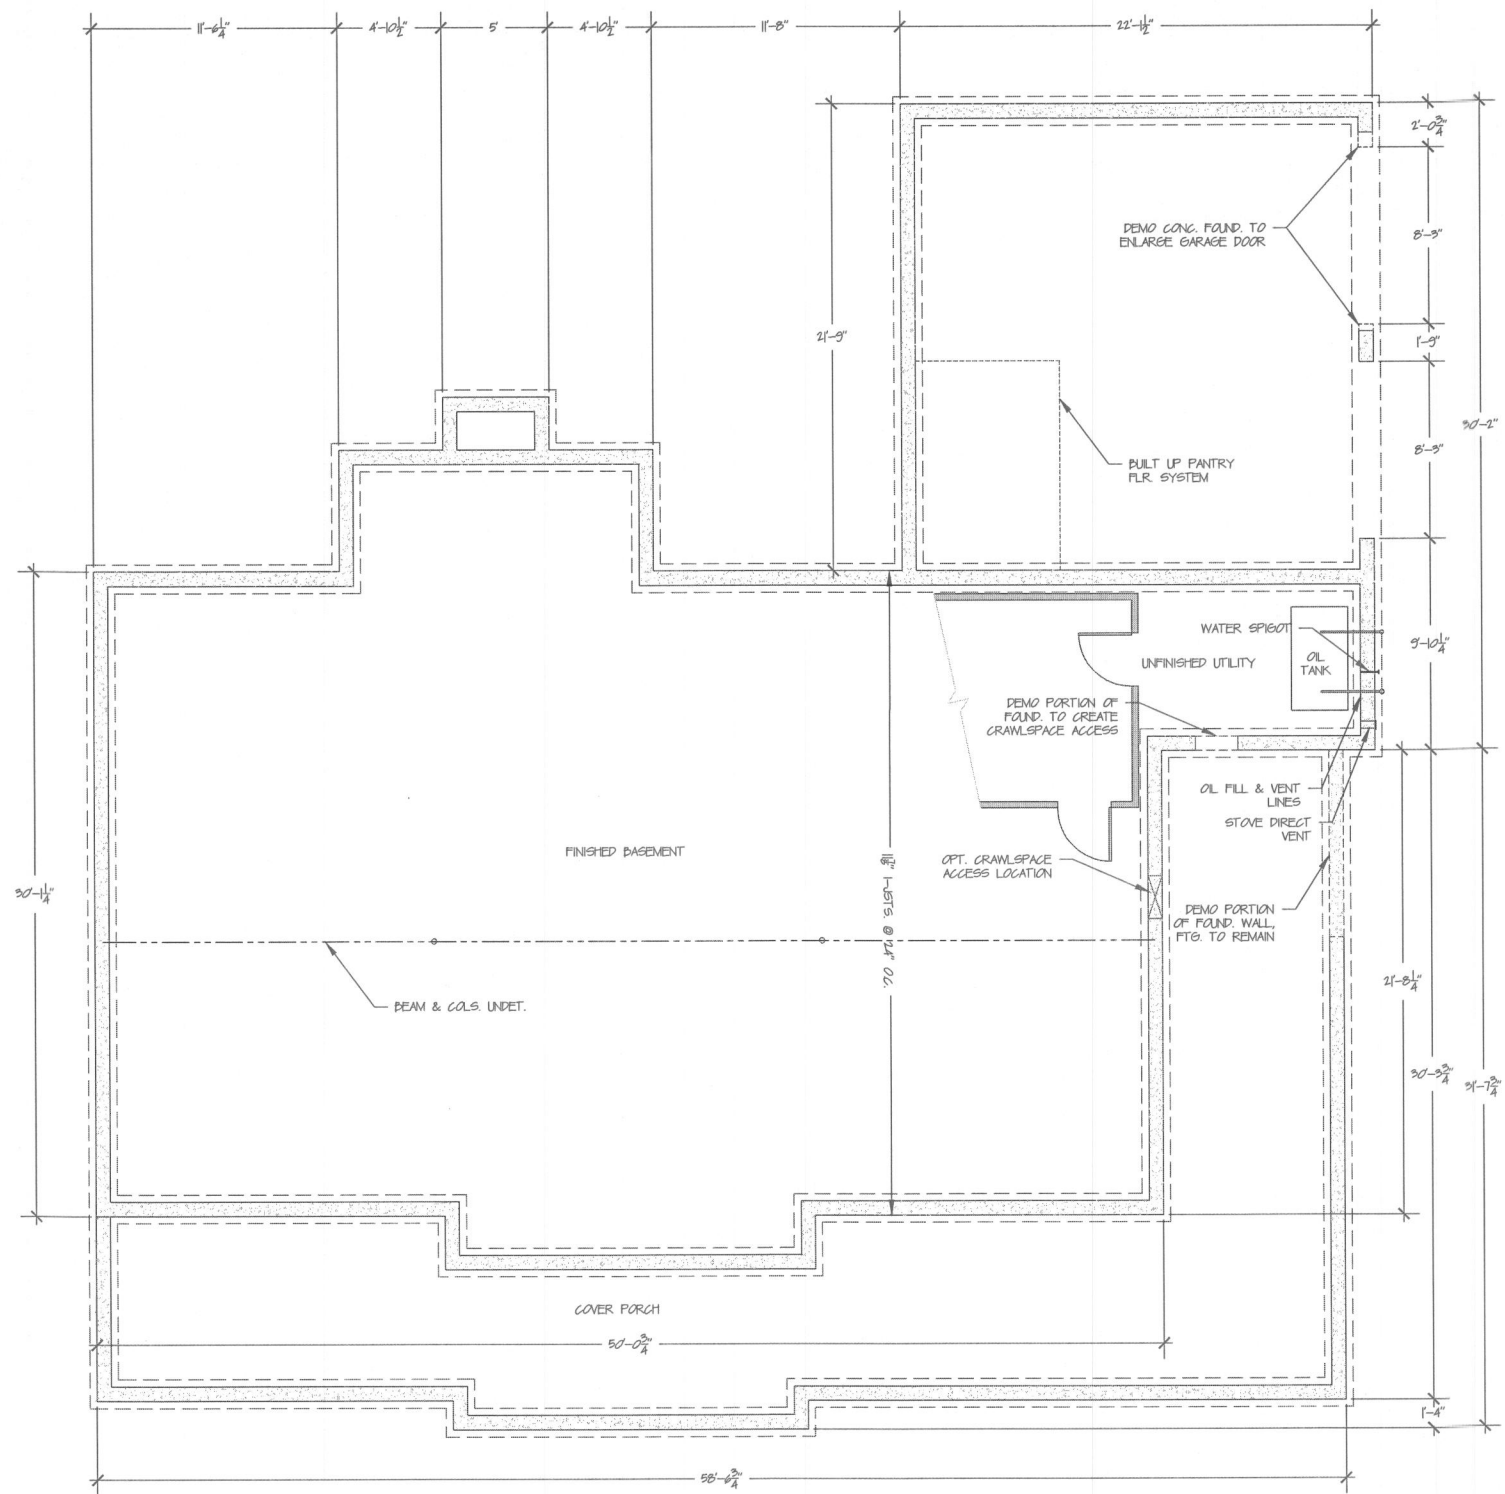 11'-6 1/4"
4'-10 1/2"
5'
4'-10 1/2"
11'-8"
22'-1 1/2"
2'-0 3/4"
DEMO CONC. FOUND. TO
ENLARGE GARAGE DOOR
8'-3"
21'-9"
1'-9"
30'-2"
8'-3"
BUILT UP PANTRY
FLR. SYSTEM
WATER SPIGOT
OIL
TANK
9'-10 1/4"
UNFINISHED UTILITY
DEMO PORTION OF
FOUND. TO CREATE
CRAWLSPACE ACCESS
OIL FILL & VENT
LINES
STOVE DIRECT
VENT
FINISHED BASEMENT
OPT. CRAWLSPACE
ACCESS LOCATION
11 7/8" I-JSTS. @ 24" O.C.
30'-1 1/4"
DEMO PORTION
OF FOUND. WALL,
FTG. TO REMAIN
21'-8 1/4"
BEAM & COLS. UNDET.
30'-3 3/4"
31'-7 3/4"
COVER PORCH
50'-0 3/4"
1'-4"
58'-6 3/4"